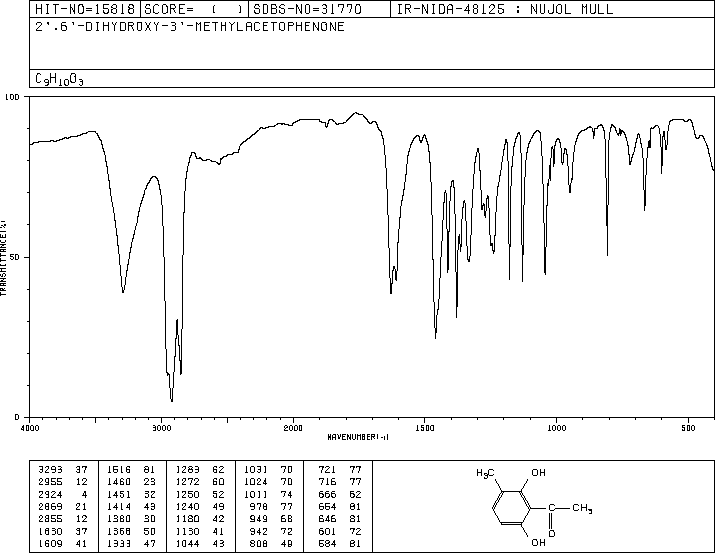 HIT-NO=15818 SCORE= ( ) SDBS-NO=31770 IR-NIDA-48125 : NUJOL MULL
2',6'-DIHYDROXY-3'-METHYLACETOPHENONE
C9H10O3
100
50
0
TRANSMITTANCE(%)
4000 3000 2000 1500 1000 500
WAVENUMBER(-1)
3293 37 1516 81 1283 62 1031 70 721 77
2955 12 1460 23 1272 60 1024 70 716 77
2924 4 1451 32 1250 52 1011 74 666 62
2869 21 1414 43 1240 49 978 77 654 81
2855 12 1380 30 1180 42 949 68 646 81
1630 37 1368 50 1130 41 942 72 601 72
1609 41 1333 47 1044 43 808 49 584 81
H3C OH
CH3
O
OH